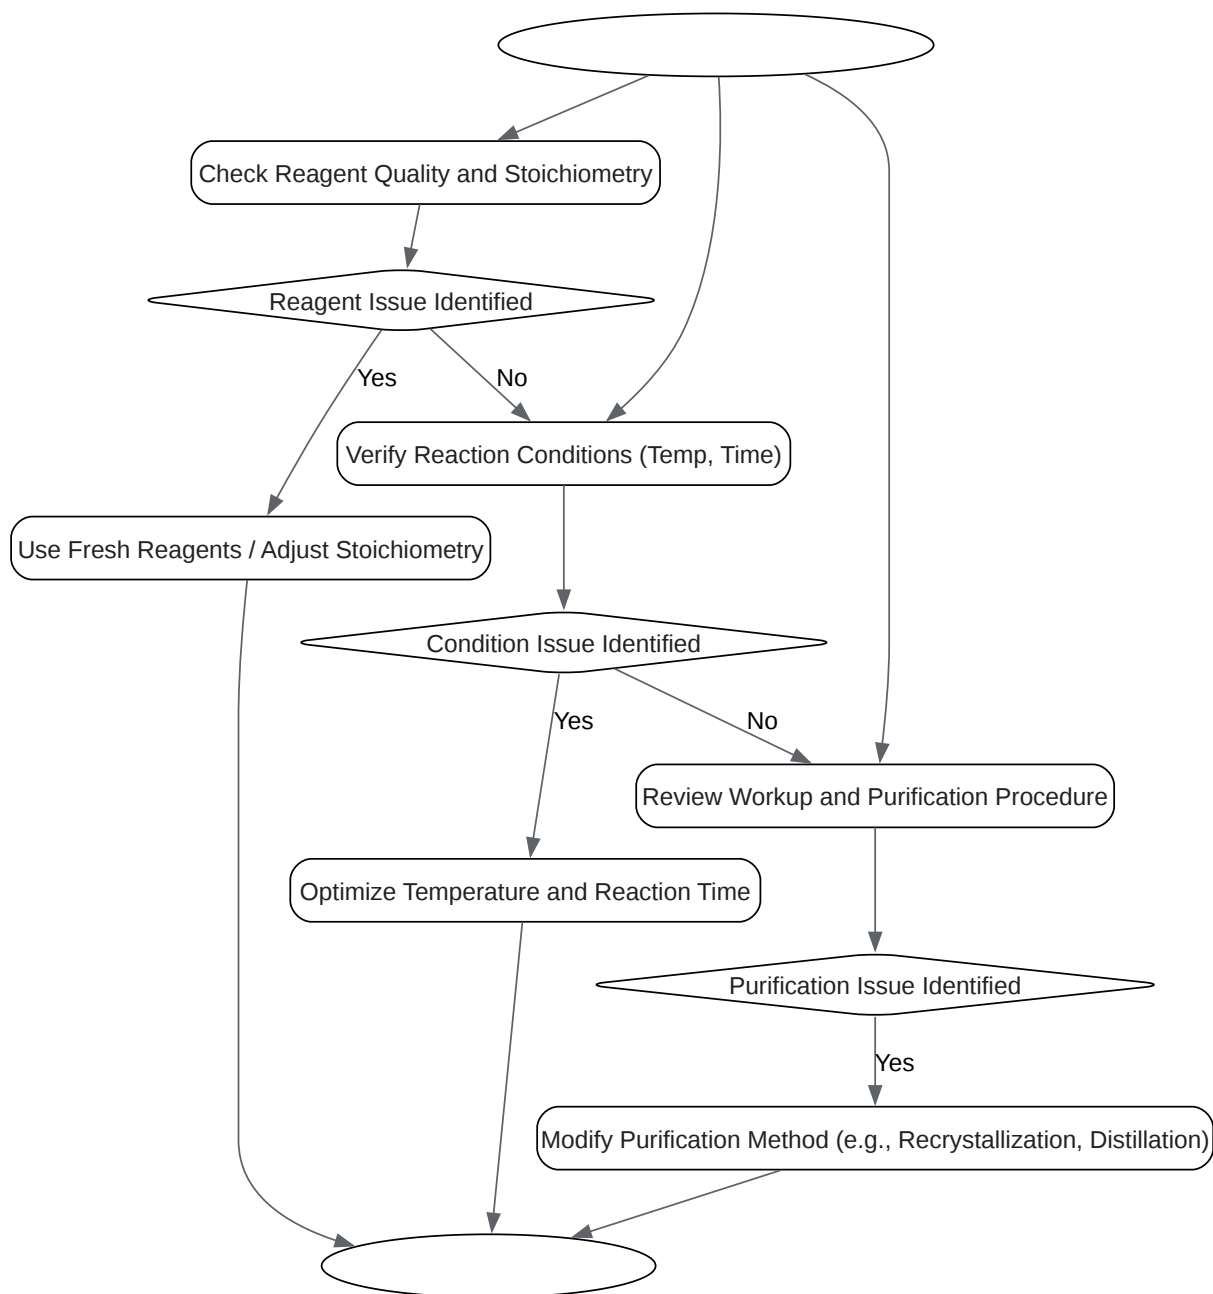 Check Reagent Quality and Stoichiometry
Reagent Issue Identified
Yes
No
Verify Reaction Conditions (Temp, Time)
Use Fresh Reagents / Adjust Stoichiometry
Condition Issue Identified
Yes
No
Review Workup and Purification Procedure
Optimize Temperature and Reaction Time
Purification Issue Identified
Yes
Modify Purification Method (e.g., Recrystallization, Distillation)